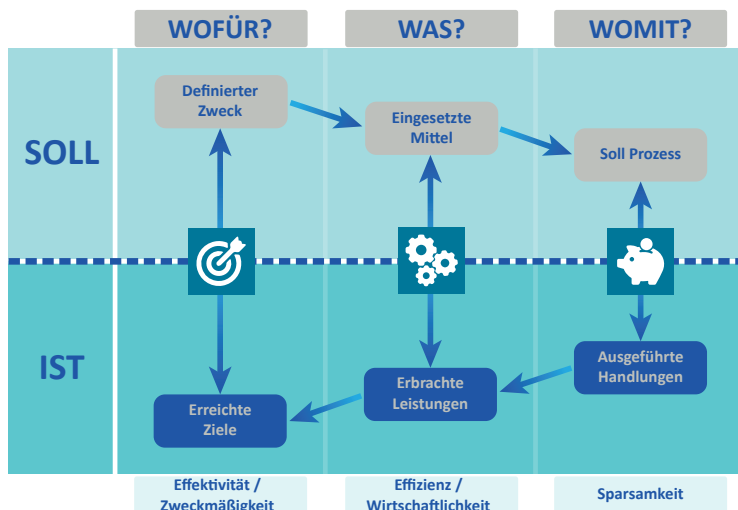 WOFÜR?
WAS?
WOMIT?
SOLL
Definierter
Zweck
Eingesetzte
Mittel
Soll Prozess
IST
Erreichte
Ziele
Erbrachte
Leistungen
Ausgeführte
Handlungen
Effektivität /
Zweckmäßigkeit
Effizienz /
Wirtschaftlichkeit
Sparsamkeit